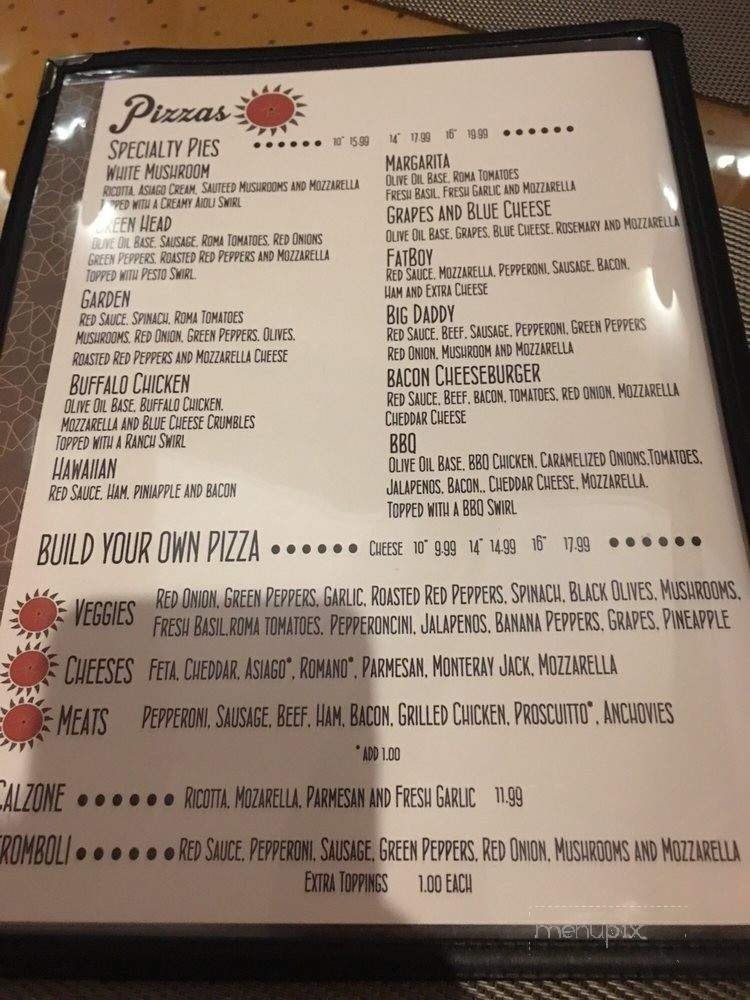 Pizzas
SPECIALTY PIES •••••• 10" 15.99 14" 17.99 16" 19.99 ••••••
WHITE MUSHROOM
RICOTTA, ASIAGO CREAM, SAUTEED MUSHROOMS AND MOZZARELLA
TOPPED WITH A CREAMY AIOLI SWIRL
GREEN HEAD
OLIVE OIL BASE, SAUSAGE, ROMA TOMATOES, RED ONIONS
GREEN PEPPERS, ROASTED RED PEPPERS AND MOZZARELLA
TOPPED WITH PESTO SWIRL.
GARDEN
RED SAUCE, SPINACH, ROMA TOMATOES
MUSHROOMS, RED ONION, GREEN PEPPERS, OLIVES,
ROASTED RED PEPPERS AND MOZZARELLA CHEESE
BUFFALO CHICKEN
OLIVE OIL BASE, BUFFALO CHICKEN,
MOZZARELLA AND BLUE CHEESE CRUMBLES
TOPPED WITH A RANCH SWIRL
HAWAIIAN
RED SAUCE, HAM, PINIAPPLE AND BACON
MARGARITA
OLIVE OIL BASE, ROMA TOMATOES
FRESH BASIL, FRESH GARLIC AND MOZZARELLA
GRAPES AND BLUE CHEESE
OLIVE OIL BASE, GRAPES, BLUE CHEESE, ROSEMARY AND MOZZARELLA
FATBOY
RED SAUCE, MOZZARELLA, PEPPERONI, SAUSAGE, BACON,
HAM AND EXTRA CHEESE
BIG DADDY
RED SAUCE, BEEF, SAUSAGE, PEPPERONI, GREEN PEPPERS
RED ONION, MUSHROOM AND MOZZARELLA
BACON CHEESEBURGER
RED SAUCE, BEEF, BACON, TOMATOES, RED ONION, MOZZARELLA
CHEDDAR CHEESE
BBQ
OLIVE OIL BASE, BBQ CHICKEN, CARAMELIZED ONIONS,TOMATOES,
JALAPENOS, BACON,, CHEDDAR CHEESE, MOZZARELLA.
TOPPED WITH A BBQ SWIRL
BUILD YOUR OWN PIZZA •••••• CHEESE 10" 9.99 14" 14.99 16" 17.99 ••••••
VEGGIES RED ONION, GREEN PEPPERS, GARLIC, ROASTED RED PEPPERS, SPINACH, BLACK OLIVES, MUSHROOMS,
FRESH BASIL,ROMA TOMATOES, PEPPERONCINI, JALAPENOS, BANANA PEPPERS, GRAPES, PINEAPPLE
CHEESES FETA, CHEDDAR, ASIAGO*, ROMANO*, PARMESAN, MONTERAY JACK, MOZZARELLA
MEATS PEPPERONI, SAUSAGE, BEEF, HAM, BACON, GRILLED CHICKEN, PROSCUITTO*, ANCHOVIES
*ADD 1.00
CALZONE •••••• RICOTTA, MOZARELLA, PARMESAN AND FRESH GARLIC 11.99
TROMBOLI •••••• RED SAUCE, PEPPERONI, SAUSAGE, GREEN PEPPERS, RED ONION, MUSHROOMS AND MOZZARELLA
EXTRA TOPPINGS 1.00 EACH
menupix